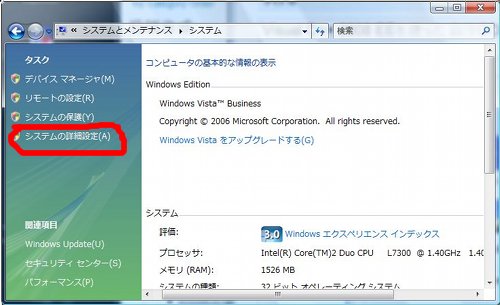 システムとメンテナンス ▸ システム
検索
タスク
デバイス マネージャ(M)
リモートの設定(R)
システムの保護(Y)
システムの詳細設定(A)
関連項目
Windows Update(U)
セキュリティ センター(S)
パフォーマンス(P)
コンピュータの基本的な情報の表示
Windows Edition
Windows Vista™ Business
Copyright © 2006 Microsoft Corporation. All rights reserved.
Windows Vista をアップグレードする(G)
システム
評価: 3.0 Windows エクスペリエンス インデックス
プロセッサ: Intel(R) Core(TM)2 Duo CPU L7300 @ 1.40GHz 1.40
メモリ (RAM): 1526 MB
システムの種類: 32 ビット オペレーティング システム